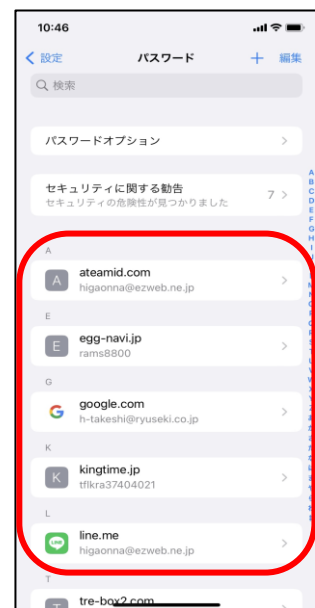 10:46
設定
パスワード
編集
検索
パスワードオプション
セキュリティに関する勧告
7
セキュリティの危険性が見つかりました
A
A
ateamid.com
higaonna@ezweb.ne.jp
E
E
egg-navi.jp
rams8800
G
G
google.com
h-takeshi@ryuseki.co.jp
K
K
kingtime.jp
tflkra37404021
L
LINE
line.me
higaonna@ezweb.ne.jp
T
T
tre-box2.com
A
B
C
D
E
F
G
H
I